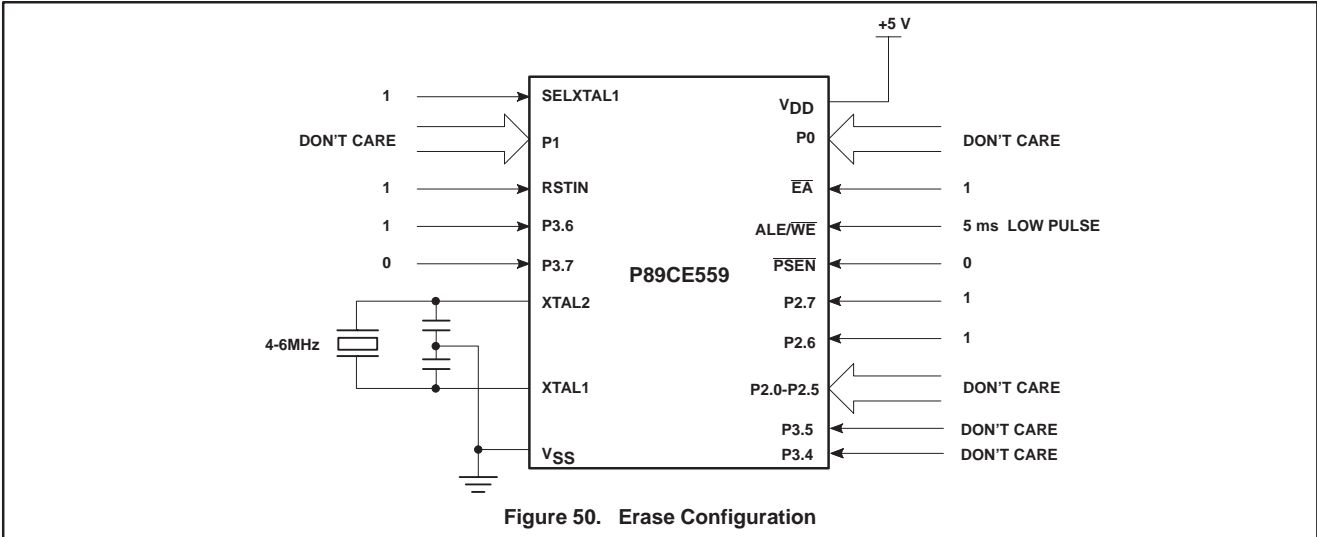 +5 V
1
SELXTAL1
VDD
DON'T CARE
P1
P0
DON'T CARE
1
RSTIN
EA
1
1
P3.6
ALE/WE
5 ms LOW PULSE
0
P3.7
P89CE559
PSEN
0
XTAL2
P2.7
1
4-6MHz
P2.6
1
XTAL1
P2.0-P2.5
DON'T CARE
P3.5
DON'T CARE
VSS
P3.4
DON'T CARE
Figure 50. Erase Configuration